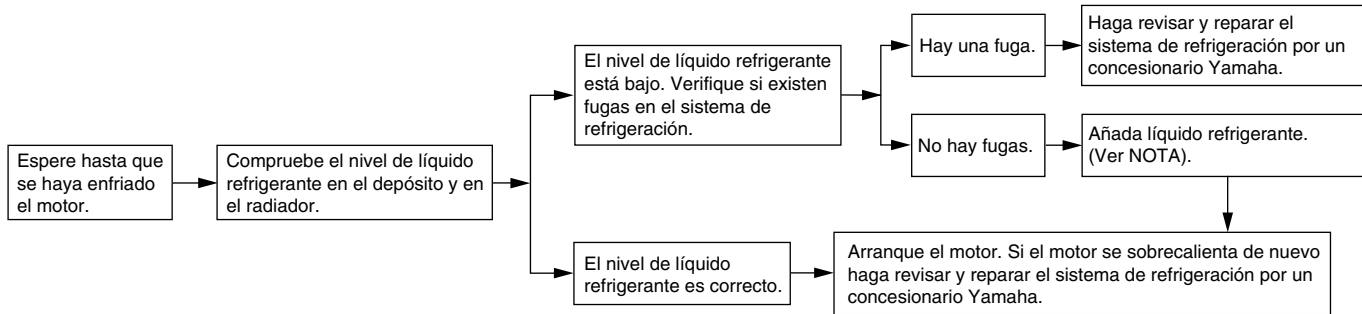 Espere hasta que
se haya enfriado
el motor.
Compruebe el nivel de líquido
refrigerante en el depósito y en
el radiador.
El nivel de líquido refrigerante
está bajo. Verifique si existen
fugas en el sistema de
refrigeración.
Hay una fuga.
Haga revisar y reparar el
sistema de refrigeración por un
concesionario Yamaha.
No hay fugas.
Añada líquido refrigerante.
(Ver NOTA).
El nivel de líquido
refrigerante es correcto.
Arranque el motor. Si el motor se sobrecalienta de nuevo
haga revisar y reparar el sistema de refrigeración por un
concesionario Yamaha.